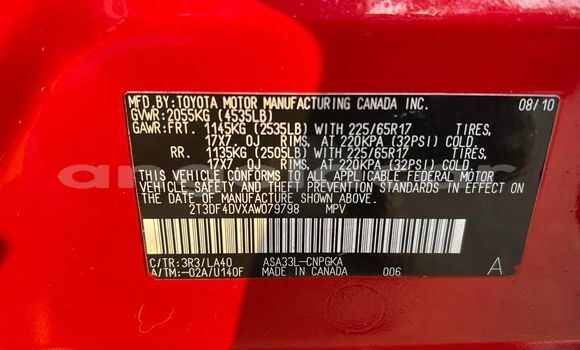 MFD.BY:TOYOTA MOTOR MANUFACTURING CANADA INC. 08/10
GVWR: 2055KG (4535LB)
GAWR:FRT. 1145KG (2535LB) WITH 225/65R17 TIRES,
17X7 0J RIMS, AT 220KPA (32PSI) COLD.
RR. 1135KG (2505LB) WITH 225/65R17 TIRES,
17X7 0J RIMS, AT 220KPA (32PSI) COLD.
THIS VEHICLE CONFORMS TO ALL APPLICABLE FEDERAL MOTOR
VEHICLE SAFETY STANDARDS IN EFFECT ON THE DATE OF
MANUFACTURE SHOWN ABOVE.
2T3DF4DVXAW079798 MPV
C/TR:3R3/LA40 ASA33L-CNPGKA
A/TM:-02A/U140F MADE IN CANADA 006 A